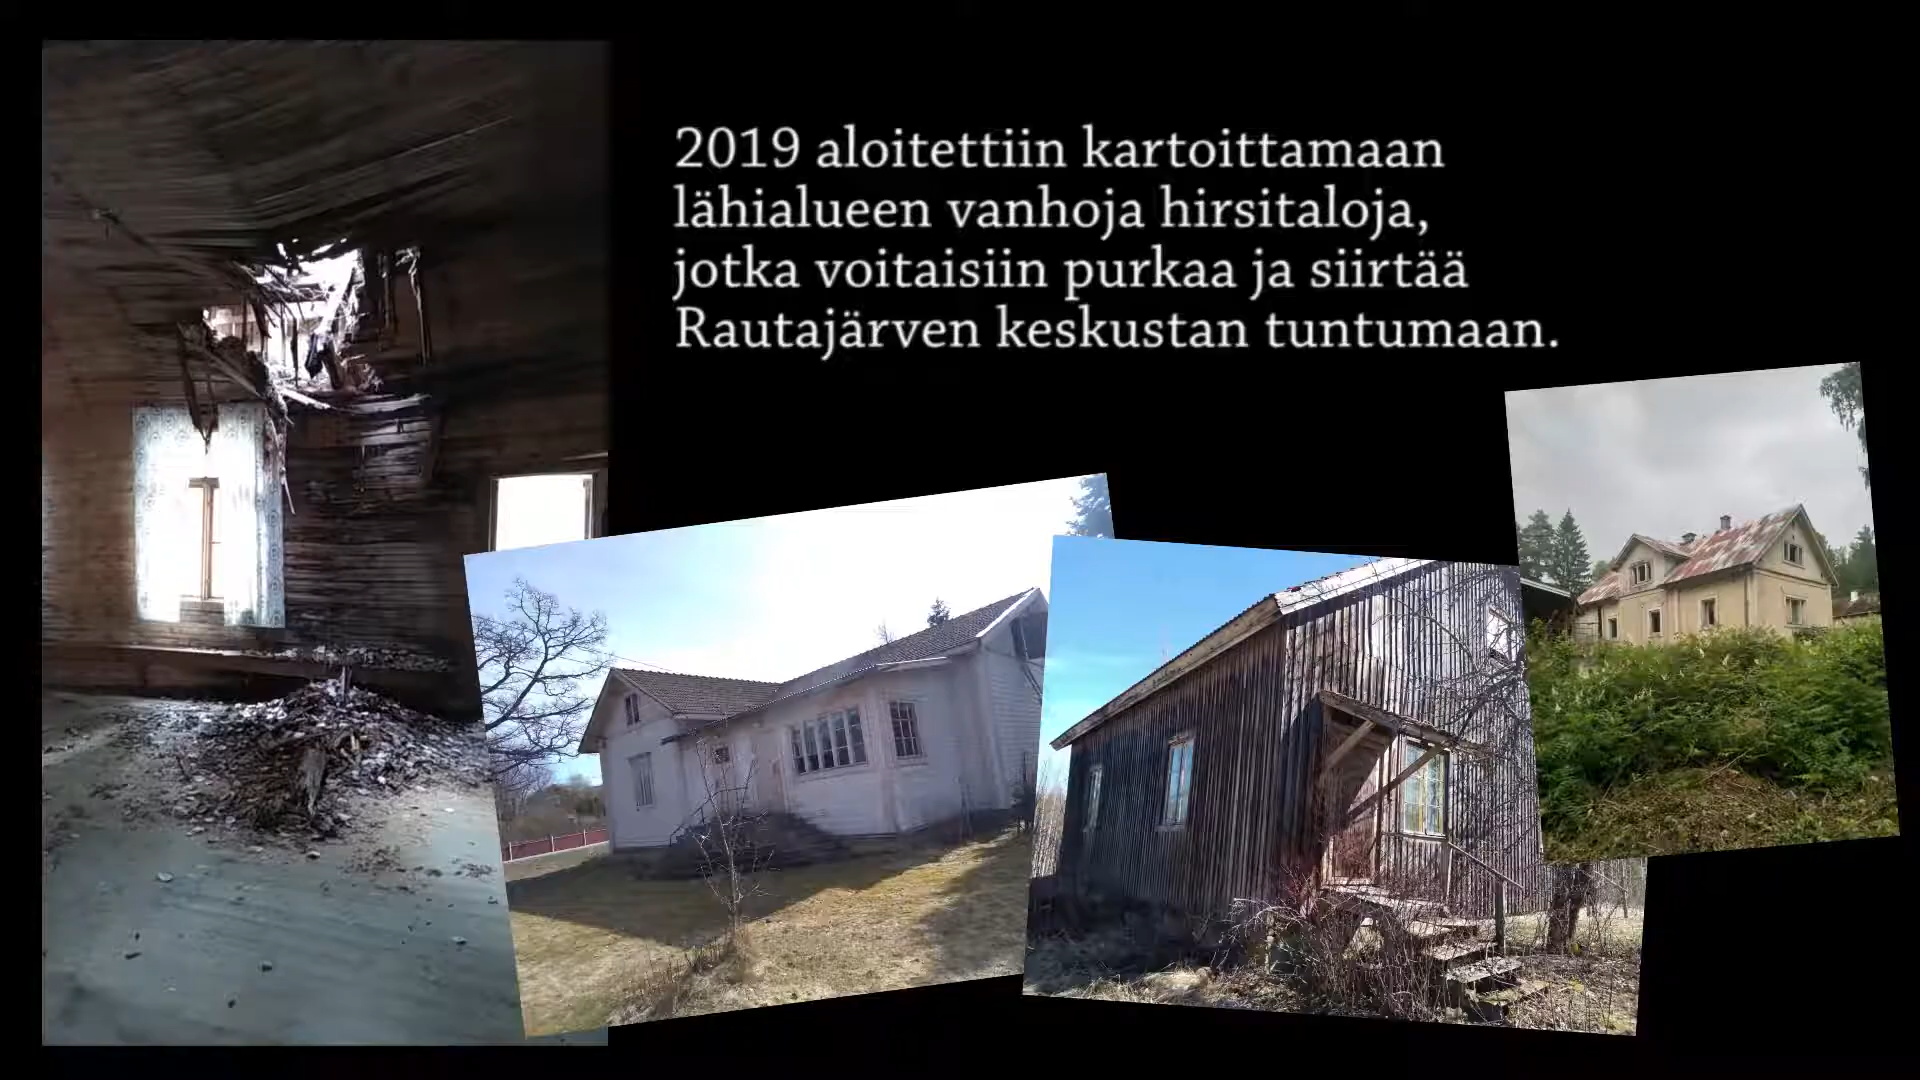 2019 aloitettiin kartoittamaan
lähialueen vanhoja hirsitaloja,
jotka voitaisiin purkaa ja siirtää
Rautajärven keskustan tuntumaan.